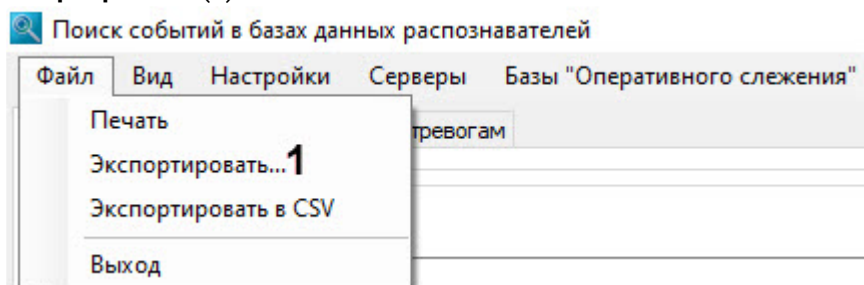 Поиск событий в базах данных распознавателей
Файл Вид Настройки Серверы Базы "Оперативного слежения"
Печать
тревогам
Экспортировать...1
Экспортировать в CSV
Выход